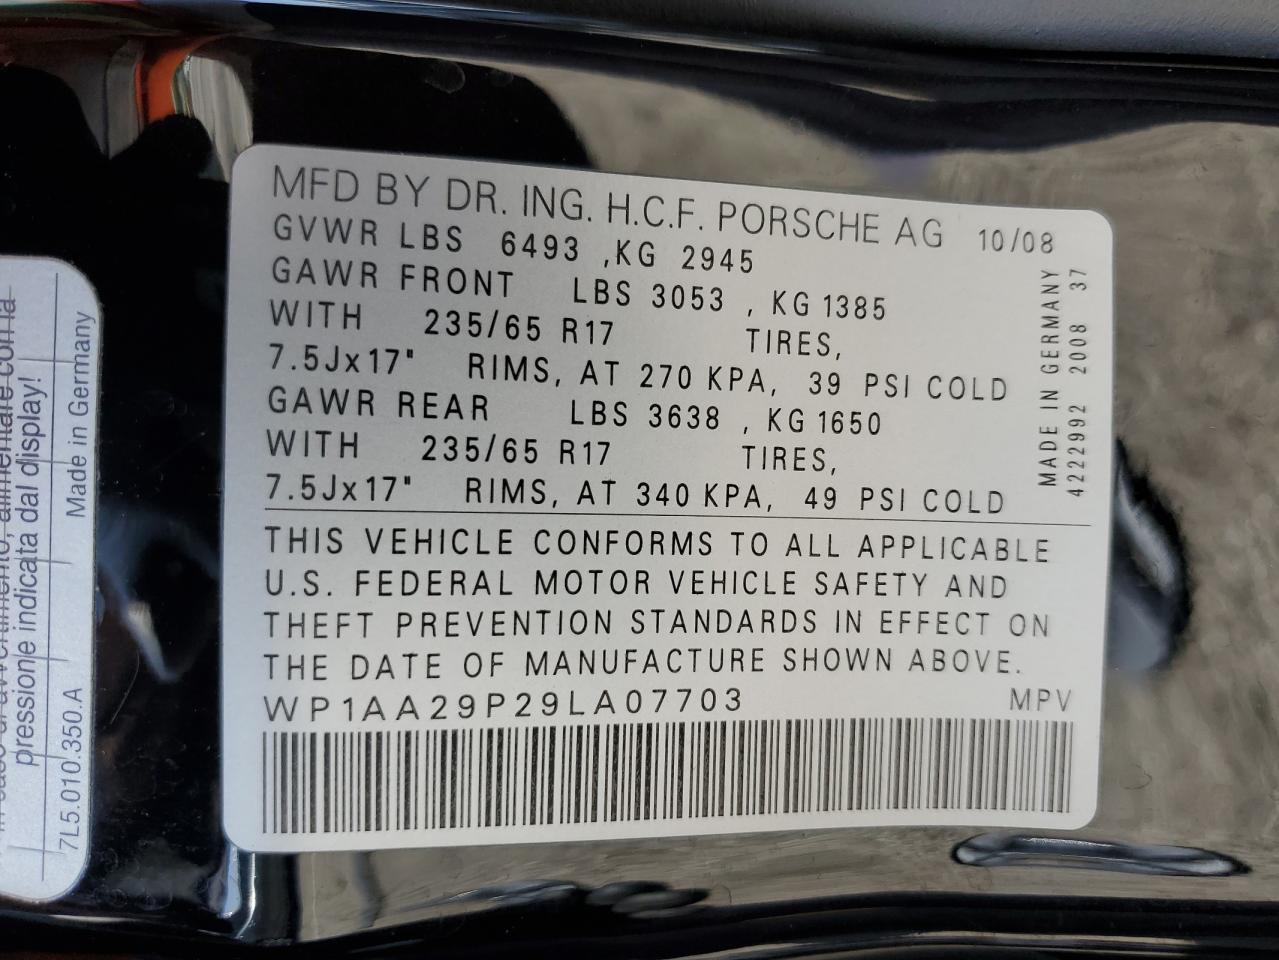 MFD BY DR. ING. H.C.F. PORSCHE AG 10/08
GVWR LBS 6493 ,KG 2945
GAWR FRONT LBS 3053 , KG 1385
WITH 235/65 R17 TIRES,
7.5Jx17" RIMS, AT 270 KPA, 39 PSI COLD
GAWR REAR LBS 3638 , KG 1650
WITH 235/65 R17 TIRES,
7.5Jx17" RIMS, AT 340 KPA, 49 PSI COLD
MADE IN GERMANY
4222992 2008 37
THIS VEHICLE CONFORMS TO ALL APPLICABLE
U.S. FEDERAL MOTOR VEHICLE SAFETY AND
THEFT PREVENTION STANDARDS IN EFFECT ON
THE DATE OF MANUFACTURE SHOWN ABOVE.
WP1AA29P29LA07703 MPV
pressione indicata dal display!
7L5.010.350.A Made in Germany